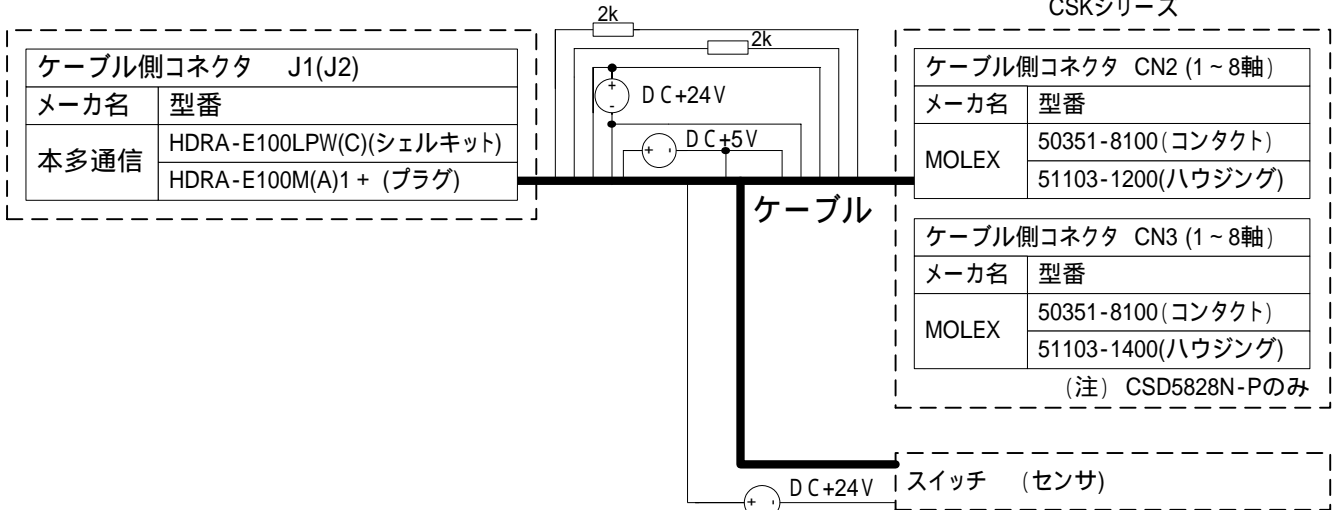 CSKシリーズ
2k
2k
DC+24V
DC+5V
ケーブル側コネクタ J1(J2)
メーカ名 型番
本多通信
HDRA-E100LPW(C)(シェルキット)
HDRA-E100M(A)1+ (プラグ)
ケーブル
ケーブル側コネクタ CN2 (1~8軸)
メーカ名 型番
MOLEX
50351-8100(コンタクト)
51103-1200(ハウジング)
ケーブル側コネクタ CN3 (1~8軸)
メーカ名 型番
MOLEX
50351-8100(コンタクト)
51103-1400(ハウジング)
(注) CSD5828N-Pのみ
DC+24V
スイッチ (センサ)